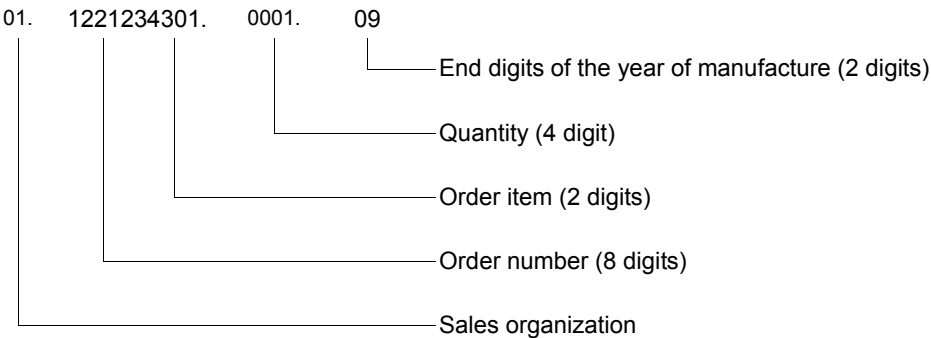 01. 1221234301. 0001. 09
End digits of the year of manufacture (2 digits)
Quantity (4 digit)
Order item (2 digits)
Order number (8 digits)
Sales organization